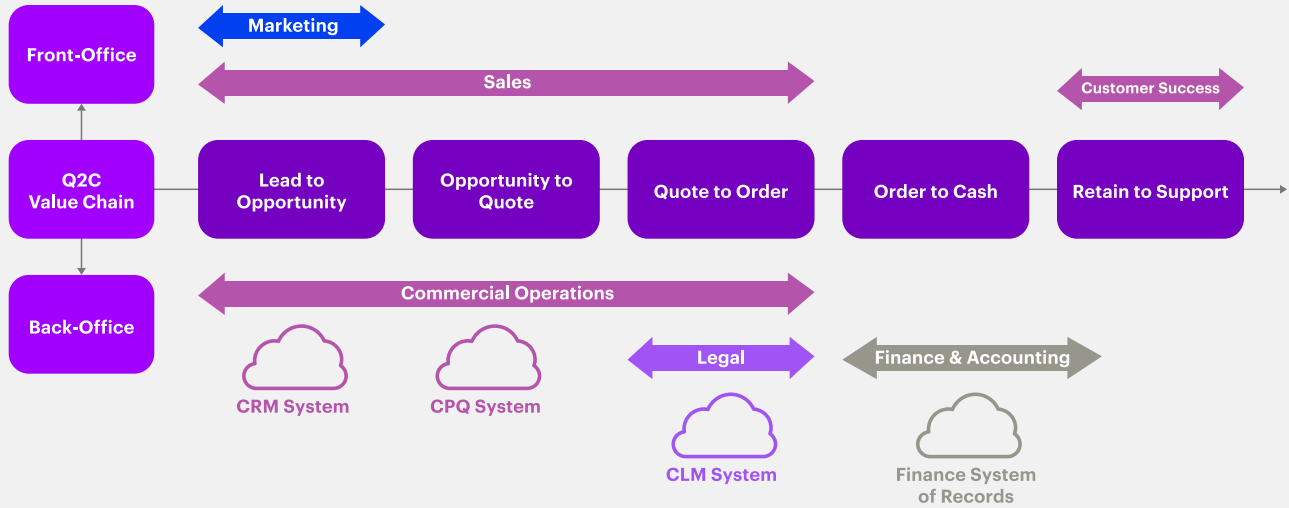 Marketing
Front-Office
Sales
Customer Success
Q2C
Value Chain
Lead to
Opportunity
Opportunity to
Quote
Quote to Order
Order to Cash
Retain to Support
Commercial Operations
Back-Office
Legal
Finance & Accounting
CRM System
CPQ System
CLM System
Finance System
of Records